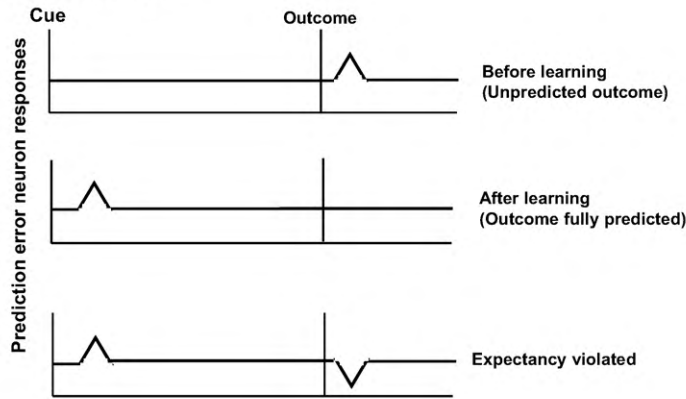 Cue
Outcome
Prediction error neuron responses
Before learning
(Unpredicted outcome)
After learning
(Outcome fully predicted)
Expectancy violated